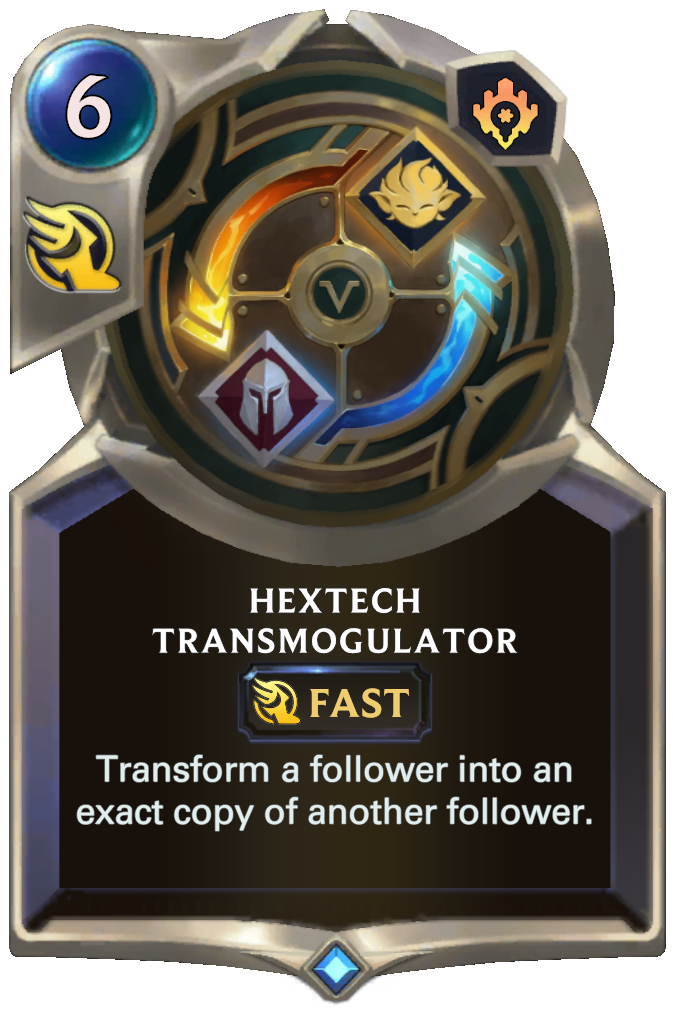 6
V
HEXTECH
TRANSMOGULATOR
FAST
Transform a follower into an
exact copy of another follower.